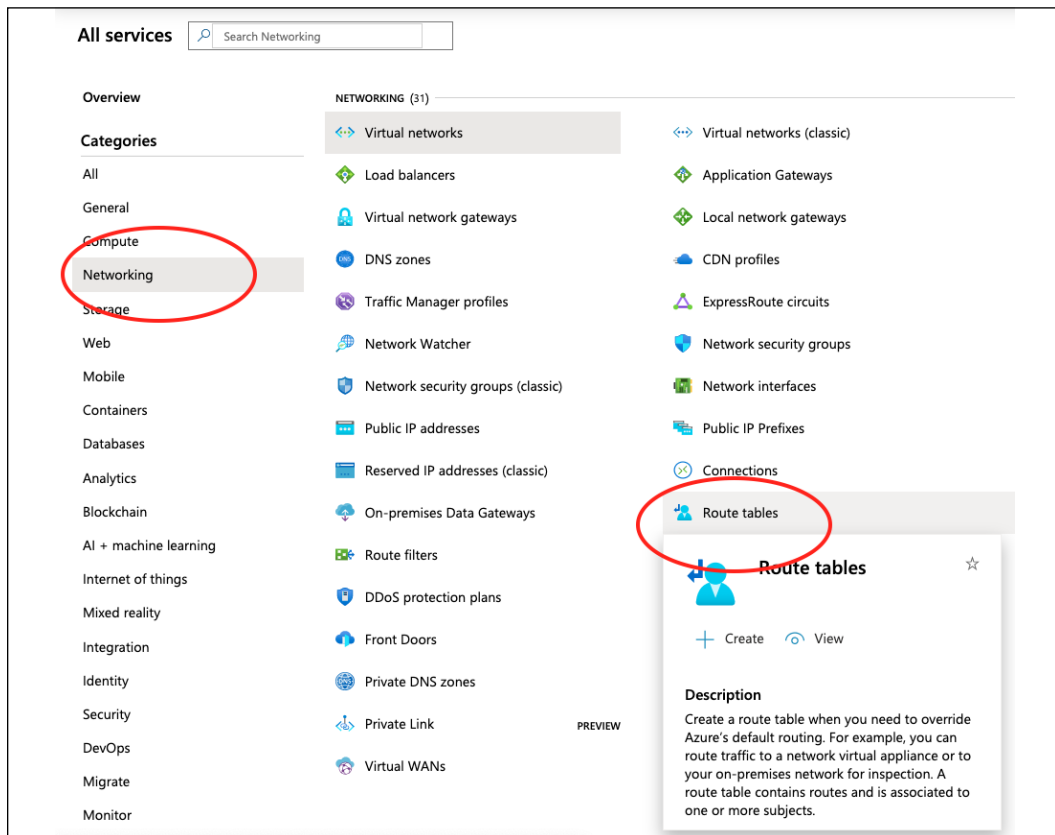 All services
Search Networking
Overview
Categories
All
General
Compute
Networking
Storage
Web
Mobile
Containers
Databases
Analytics
Blockchain
AI + machine learning
Internet of things
Mixed reality
Integration
Identity
Security
DevOps
Migrate
Monitor
NETWORKING (31)
Virtual networks
Load balancers
Virtual network gateways
DNS
DNS zones
Traffic Manager profiles
Network Watcher
Network security groups (classic)
Public IP addresses
Reserved IP addresses (classic)
On-premises Data Gateways
Route filters
DDoS protection plans
Front Doors
DNS
Private DNS zones
Private Link
PREVIEW
Virtual WANs
Virtual networks (classic)
Application Gateways
Local network gateways
CDN profiles
ExpressRoute circuits
Network security groups
Network interfaces
Public IP Prefixes
Connections
Route tables
Route tables
Create
View
Description
Create a route table when you need to override
Azure's default routing. For example, you can
route traffic to a network virtual appliance or to
your on-premises network for inspection. A
route table contains routes and is associated to
one or more subjects.